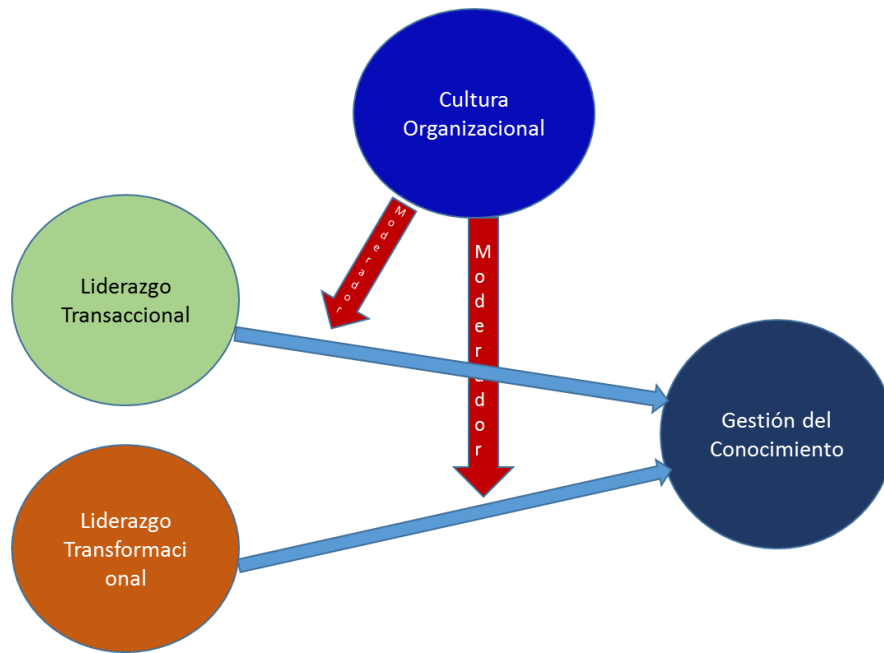 Cultura
Organizacional
Moderador
Moderador
Liderazgo
Transaccional
Gestión del
Conocimiento
Liderazgo
Transformaci
onal